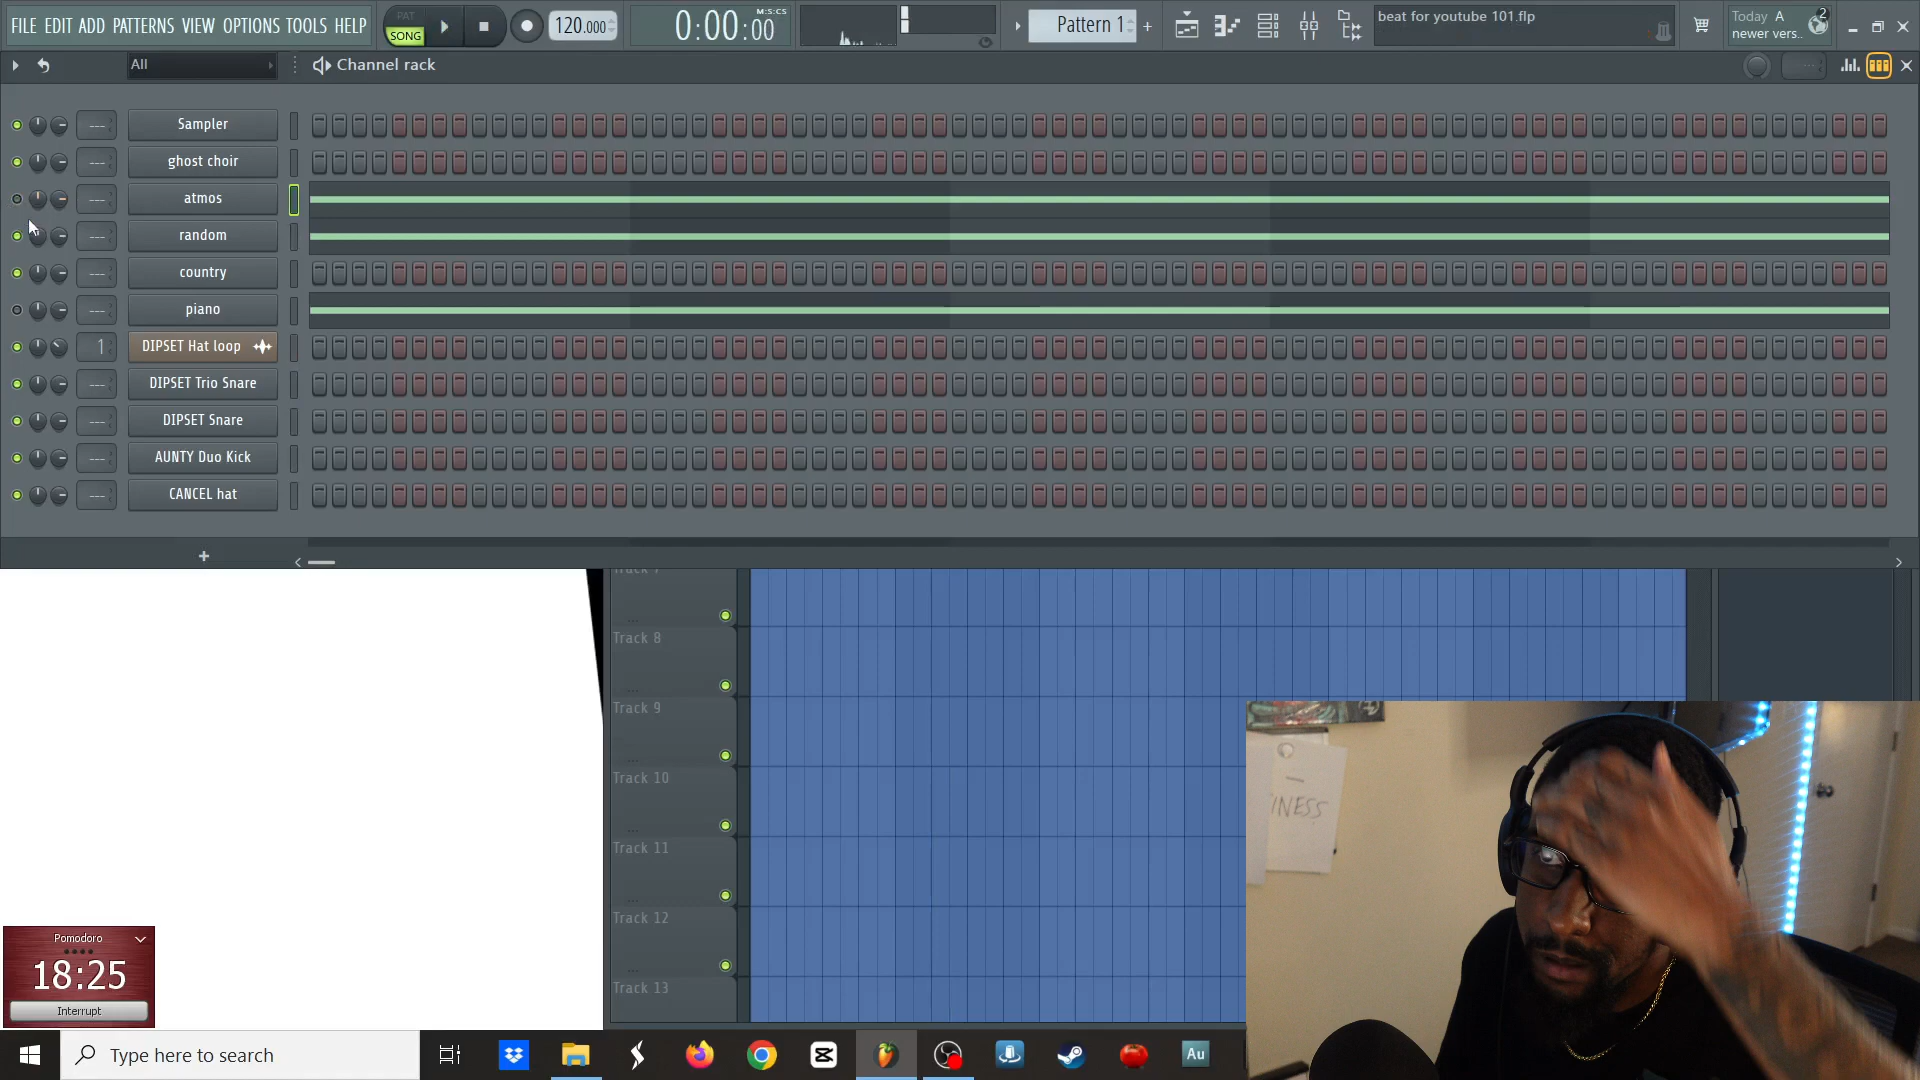 FILE EDIT ADD PATTERNS VIEW OPTIONS TOOLS HELP
PAT
SONG
120.000
0:00:00
M:S:CS
Pattern 1
beat for youtube 101.flp
Today A 2
newer vers..
All
Channel rack
Sampler
ghost choir
atmos
random
country
piano
1 DIPSET Hat loop
DIPSET Trio Snare
DIPSET Snare
AUNTY Duo Kick
CANCEL hat
Track 8
Track 9
Track 10
Track 11
Track 12
Track 13
INESS
Pomodoro
18:25
Interrupt
Type here to search
Au